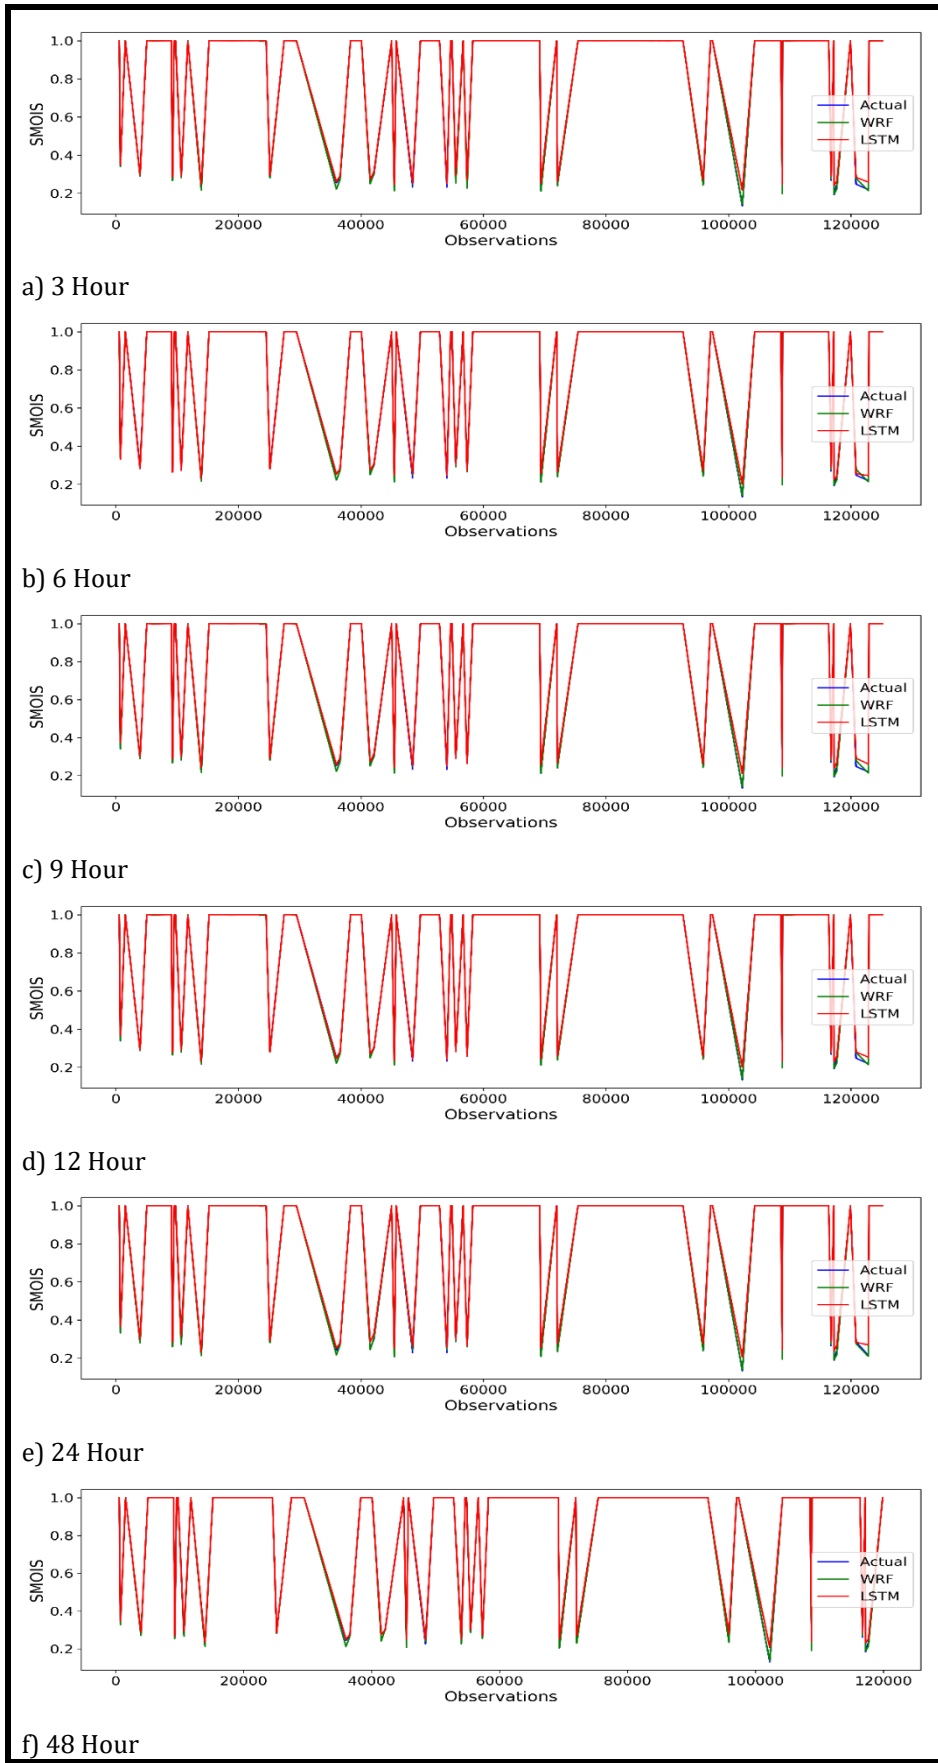 1.0
0.8
0.6
0.4
0.2
SMOIS
Actual
WRF
LSTM
0 20000 40000 60000 80000 100000 120000
Observations
a) 3 Hour
1.0
0.8
0.6
0.4
0.2
SMOIS
Actual
WRF
LSTM
0 20000 40000 60000 80000 100000 120000
Observations
b) 6 Hour
1.0
0.8
0.6
0.4
0.2
SMOIS
Actual
WRF
LSTM
0 20000 40000 60000 80000 100000 120000
Observations
c) 9 Hour
1.0
0.8
0.6
0.4
0.2
SMOIS
Actual
WRF
LSTM
0 20000 40000 60000 80000 100000 120000
Observations
d) 12 Hour
1.0
0.8
0.6
0.4
0.2
SMOIS
Actual
WRF
LSTM
0 20000 40000 60000 80000 100000 120000
Observations
e) 24 Hour
1.0
0.8
0.6
0.4
0.2
SMOIS
Actual
WRF
LSTM
0 20000 40000 60000 80000 100000 120000
Observations
f) 48 Hour